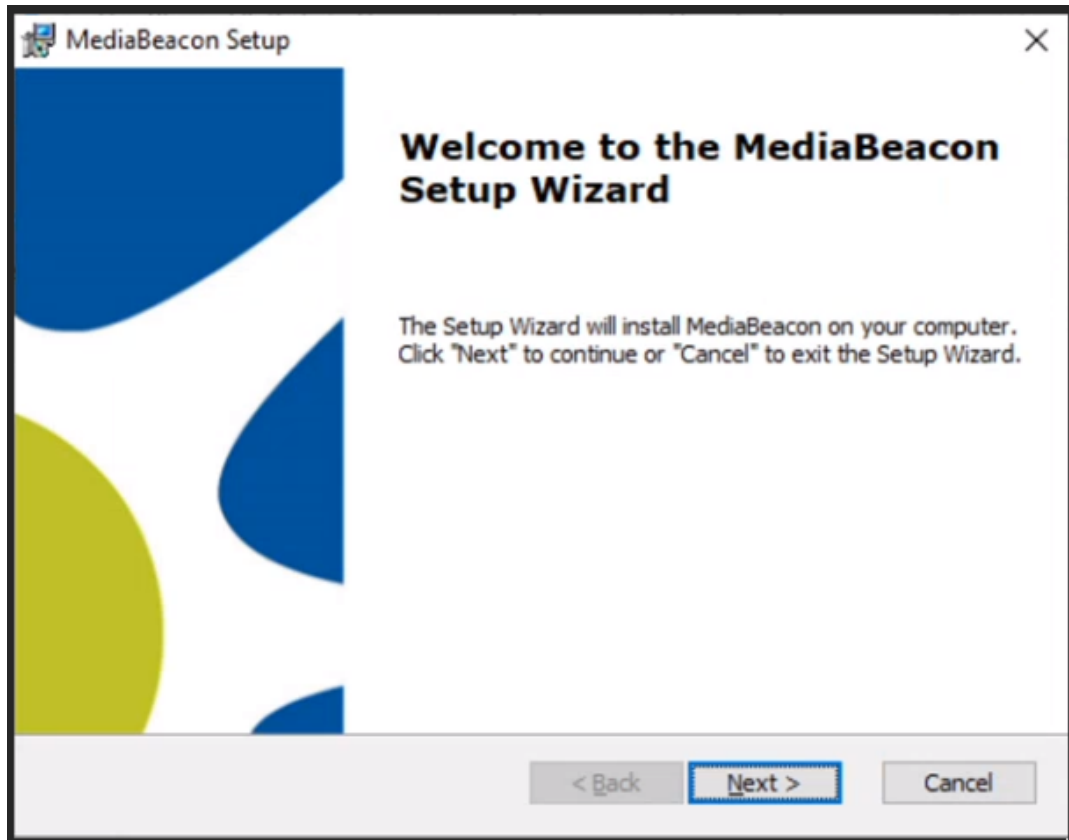 MediaBeacon Setup
Welcome to the MediaBeacon
Setup Wizard
The Setup Wizard will install MediaBeacon on your computer.
Click "Next" to continue or "Cancel" to exit the Setup Wizard.
< Back Next > Cancel